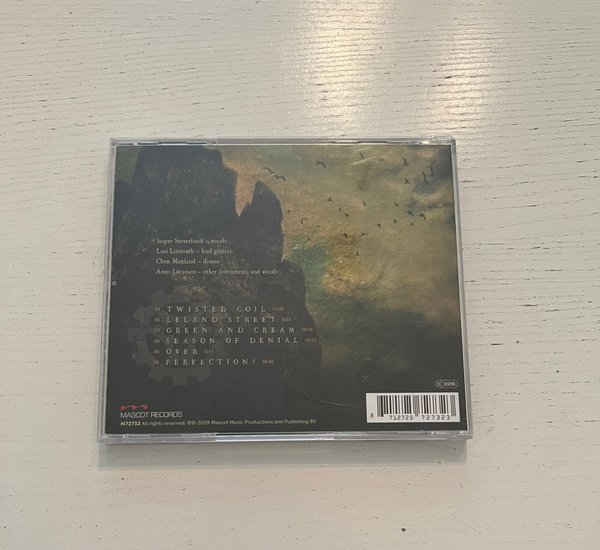 Jasper Steverlinck – vocals
Lori Linstruth – lead guitars
Chris Maitland – drums
Arjen Lucassen – other instruments and vocals
01 TWISTED COIL
02 LELAND STREET
03 GREEN AND CREAM
04 SEASON OF DENIAL
05 OVER
06 PERFECTION?
MASCOT RECORDS
M72732 All rights reserved. ℗© 2009 Mascot Music Productions and Publishing BV.
8 712725 727323